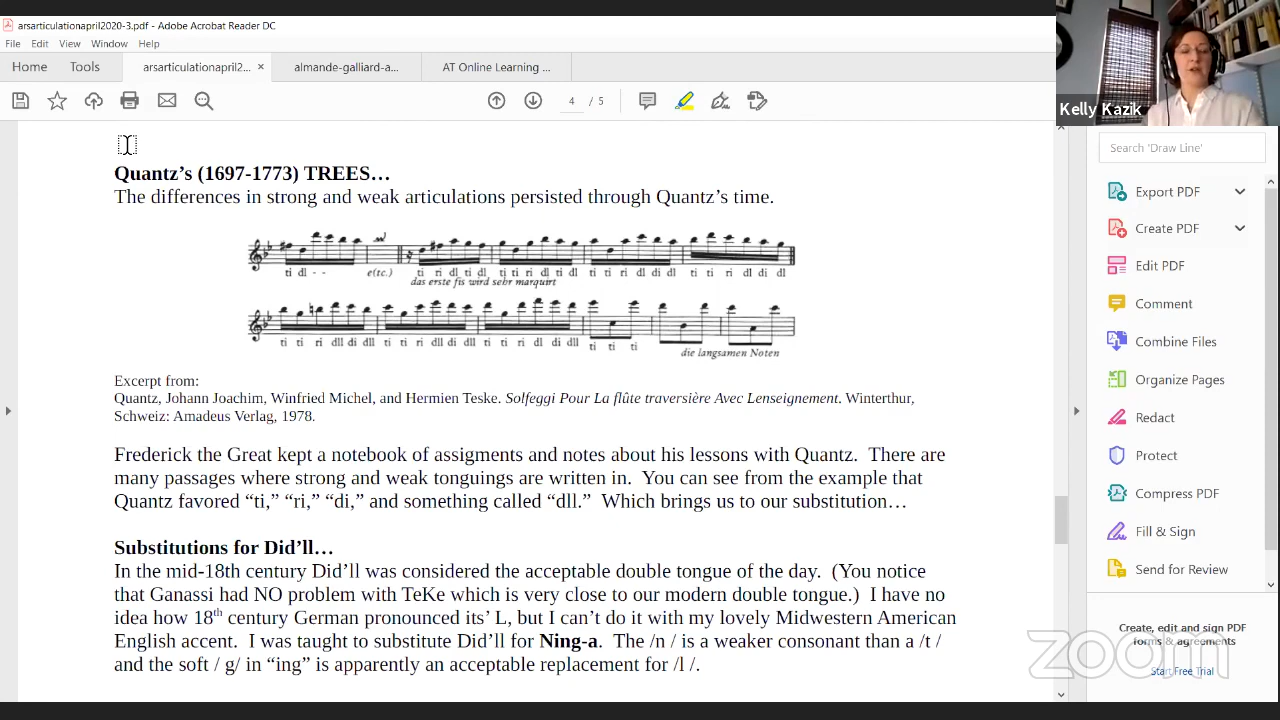 arsarticulationapril2020-3.pdf - Adobe Acrobat Reader DC
File Edit View Window Help
Home Tools arsarticulationapril2... × almande-galliard-a... AT Online Learning ...
4 / 5
Kelly Kazik
Search 'Draw Line'
Export PDF
Create PDF
Edit PDF
Comment
Combine Files
Organize Pages
Redact
Protect
Compress PDF
Fill & Sign
Send for Review
Create, edit and sign PDF
forms & agreements
Start Free Trial
zoom
Quantz’s (1697-1773) TREES…
The differences in strong and weak articulations persisted through Quantz’s time.
ti dl - - e(tc.) ti ri dl ti dl ti ti ri dl ti dl ti ti ri dl di dl ti ti ri dl di dl
das erste fis wird sehr marquirt
ti ti ri dll di dll ti ti ri dl di dll ti ti ri dl di dll ti ti ti
die langsamen Noten
Excerpt from:
Quantz, Johann Joachim, Winfried Michel, and Hermien Teske. Solfeggi Pour La flûte traversière Avec Lenseignement. Winterthur,
Schweiz: Amadeus Verlag, 1978.
Frederick the Great kept a notebook of assigments and notes about his lessons with Quantz. There are
many passages where strong and weak tonguings are written in. You can see from the example that
Quantz favored “ti,” “ri,” “di,” and something called “dll.” Which brings us to our substitution…
Substitutions for Did’ll…
In the mid-18th century Did’ll was considered the acceptable double tongue of the day. (You notice
that Ganassi had NO problem with TeKe which is very close to our modern double tongue.) I have no
idea how 18th century German pronounced its’ L, but I can’t do it with my lovely Midwestern American
English accent. I was taught to substitute Did’ll for Ning-a. The /n / is a weaker consonant than a /t /
and the soft / g/ in “ing” is apparently an acceptable replacement for /l /.